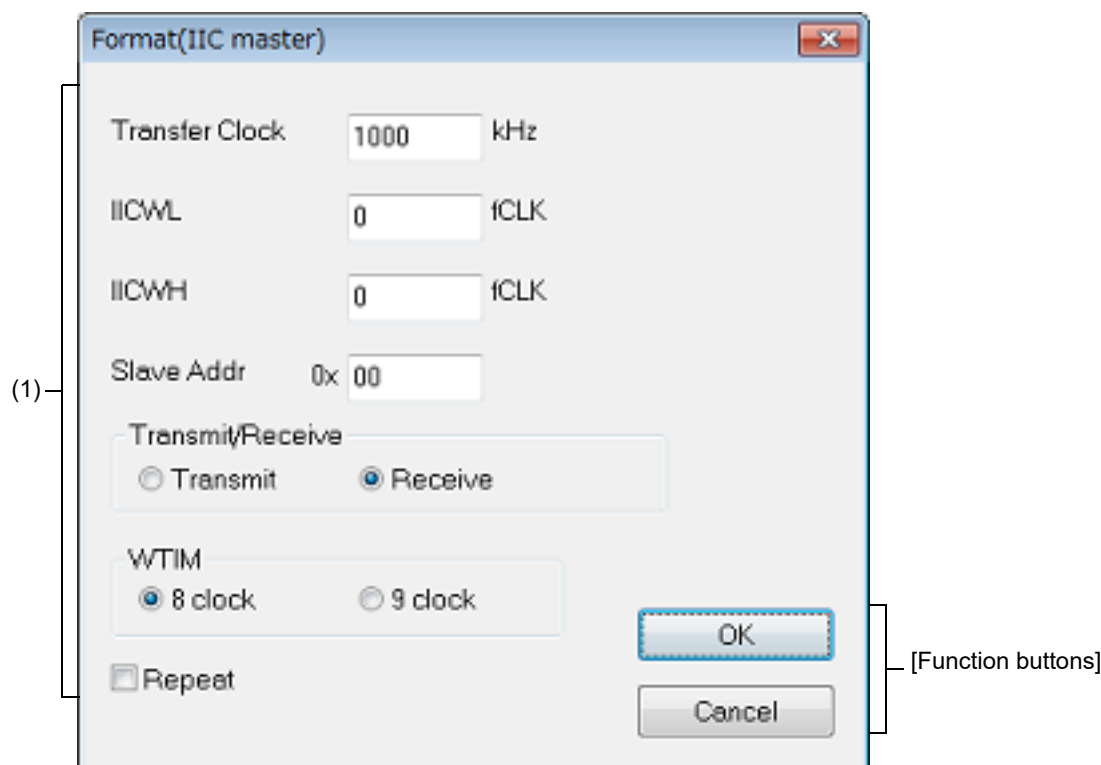 Format(IIC master)
Transfer Clock 1000 kHz
IICWL 0 fCLK
IICWH 0 fCLK
(1)
Slave Addr 0x 00
Transmit/Receive
Transmit Receive
WTIM
8 clock 9 clock
OK
[Function buttons]
Repeat
Cancel